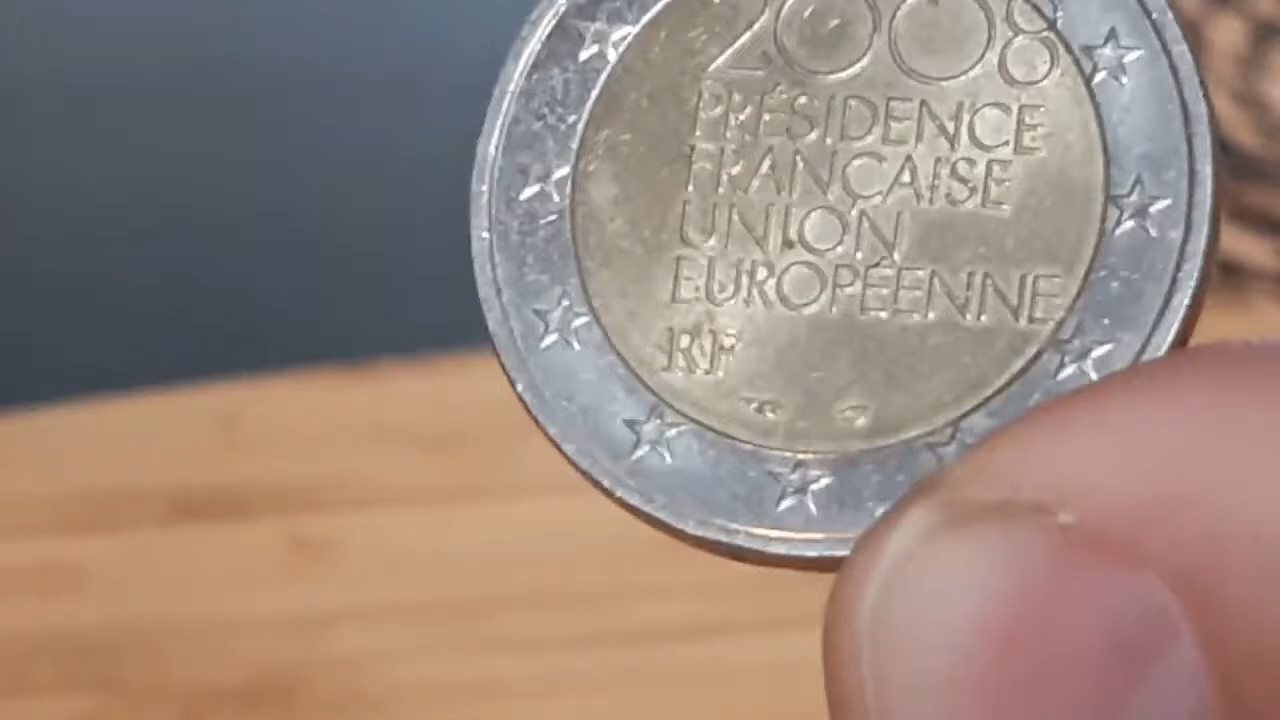 2008
PRÉSIDENCE
FRANÇAISE
UNION
EUROPÉENNE
RF